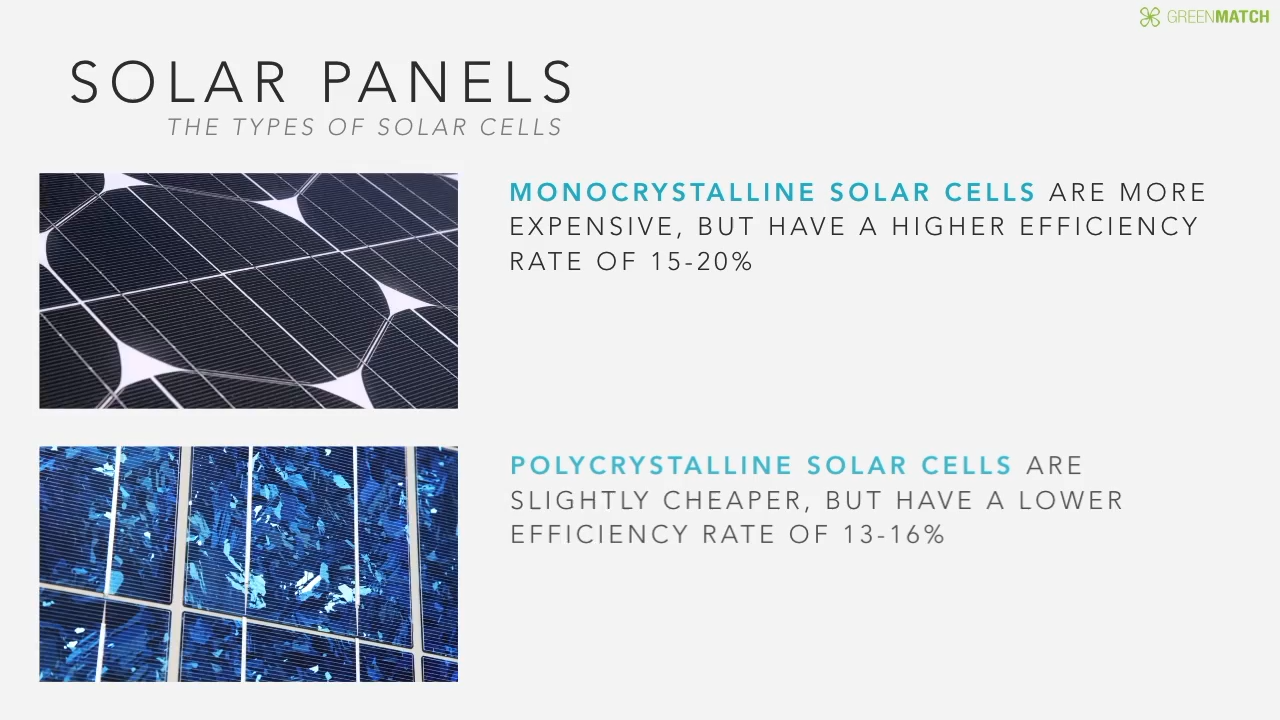 GREENMATCH
SOLAR PANELS
THE TYPES OF SOLAR CELLS
MONOCRYSTALLINE SOLAR CELLS ARE MORE
EXPENSIVE, BUT HAVE A HIGHER EFFICIENCY
RATE OF 15-20%
POLYCRYSTALLINE SOLAR CELLS ARE
SLIGHTLY CHEAPER, BUT HAVE A LOWER
EFFICIENCY RATE OF 13-16%